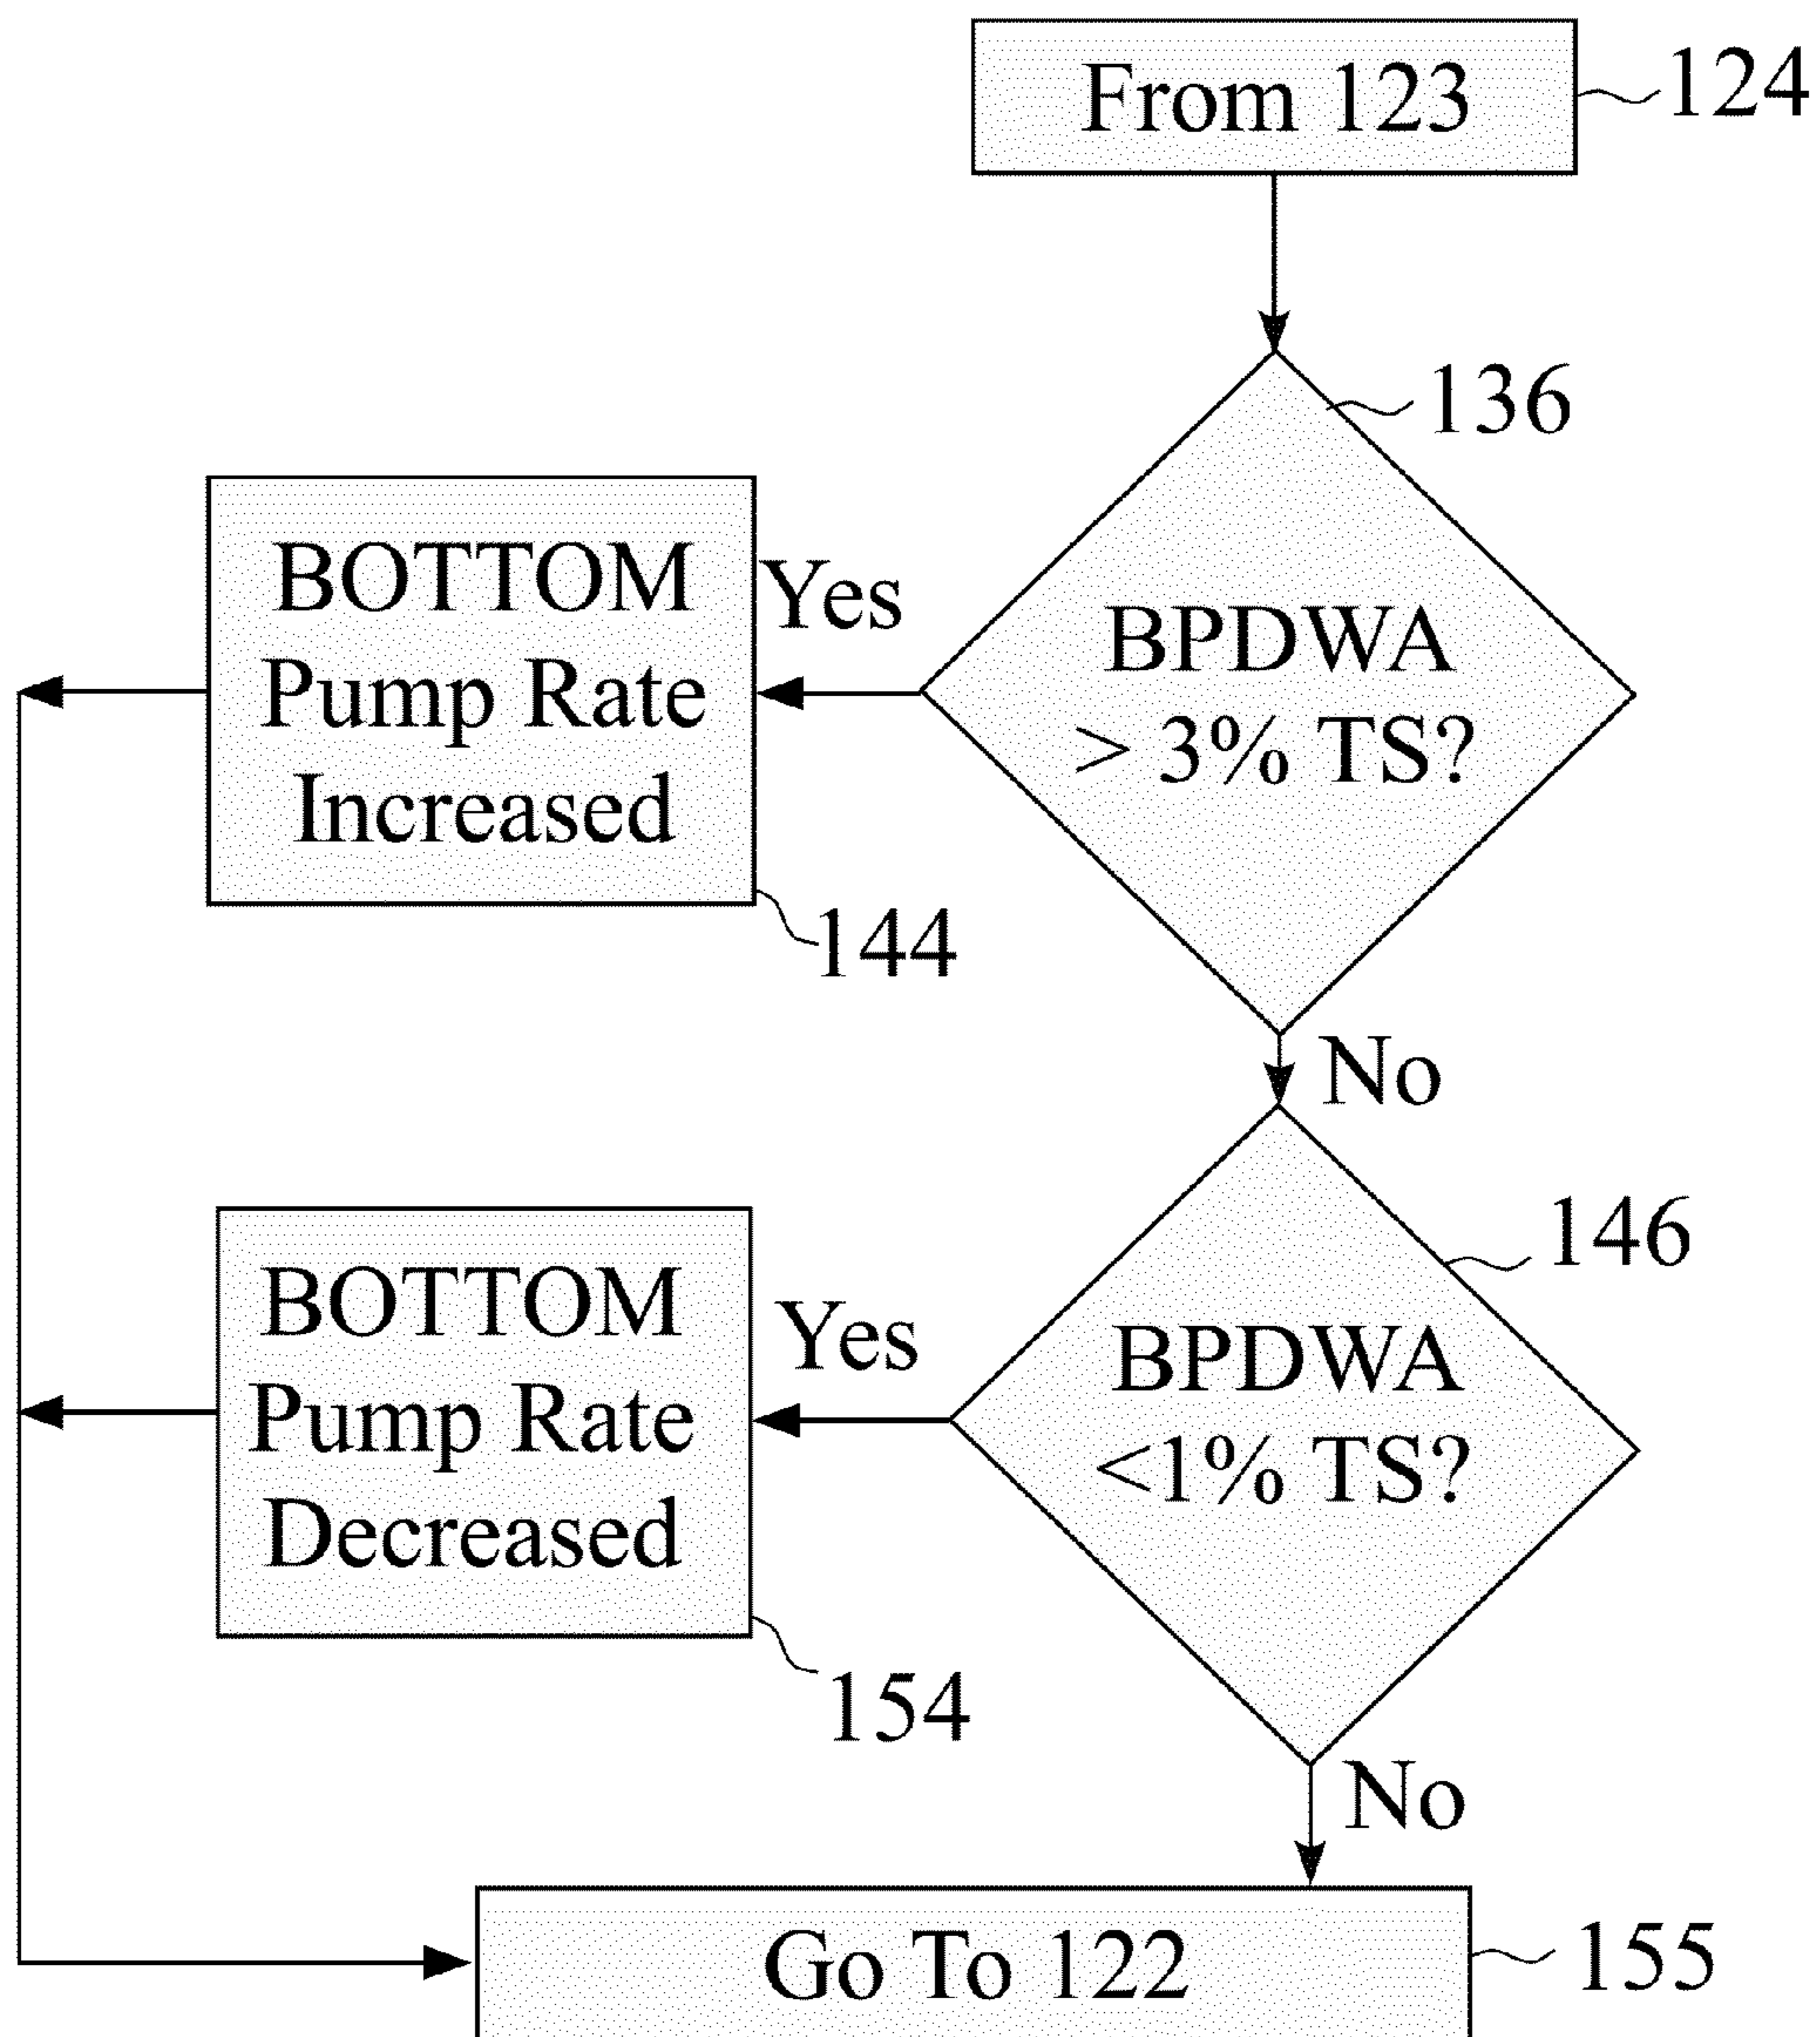 From 123
124
136
BPDWA
> 3% TS?
Yes
BOTTOM
Pump Rate
Increased
144
No
146
BPDWA
<1% TS?
Yes
BOTTOM
Pump Rate
Decreased
154
No
Go To 122
155